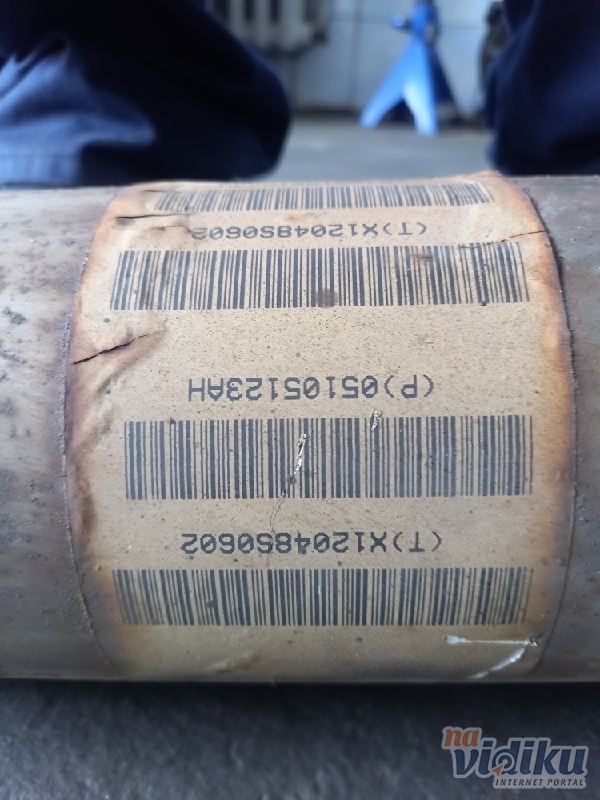 (T)X1204850602
(P)05105123AH
(T)X1204850602
na
vidiku
INTERNET PORTAL